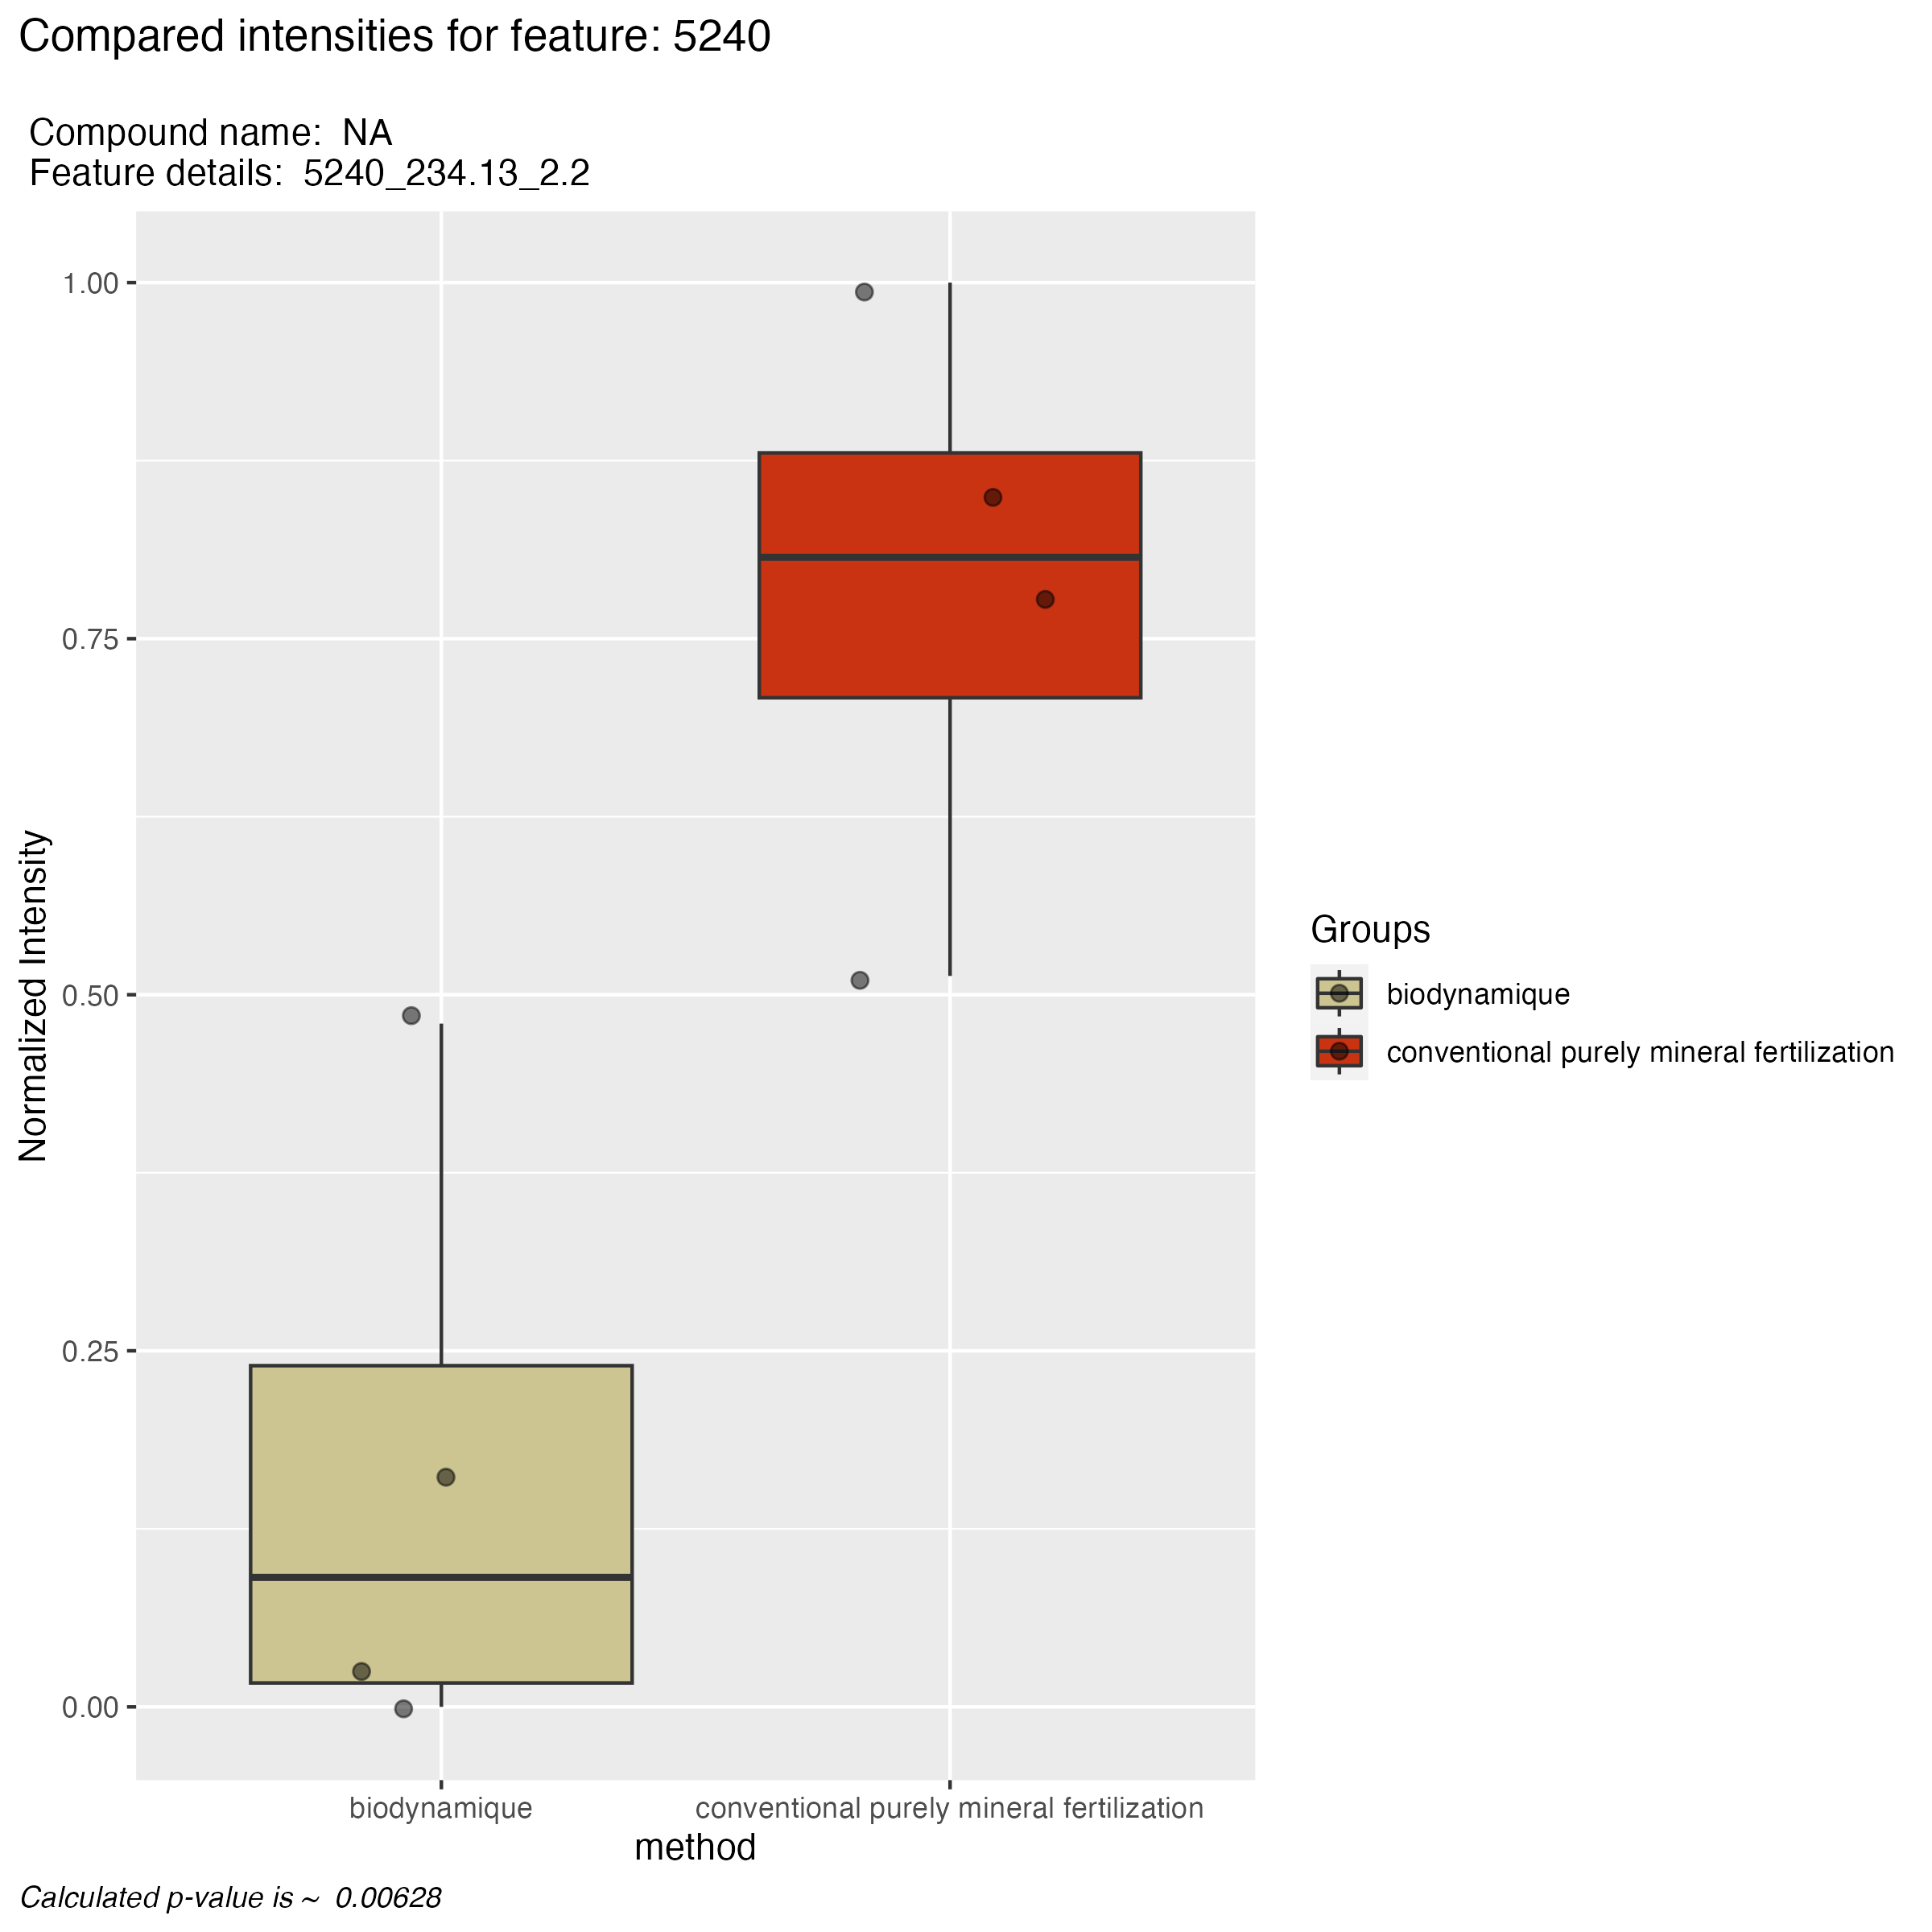 Compared intensities for feature: 5240
Compound name:  NA
Feature details:  5240_234.13_2.2
1.00
0.75
0.50
0.25
0.00
Normalized Intensity
biodynamique
conventional purely mineral fertilization
method
Groups
biodynamique
conventional purely mineral fertilization
Calculated p-value is ~  0.00628